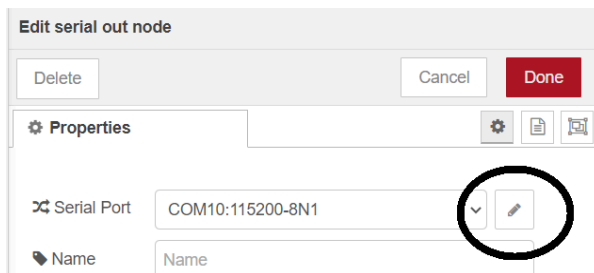 Edit serial out node
Delete Cancel Done
Properties
Serial Port COM10:115200-8N1
Name Name